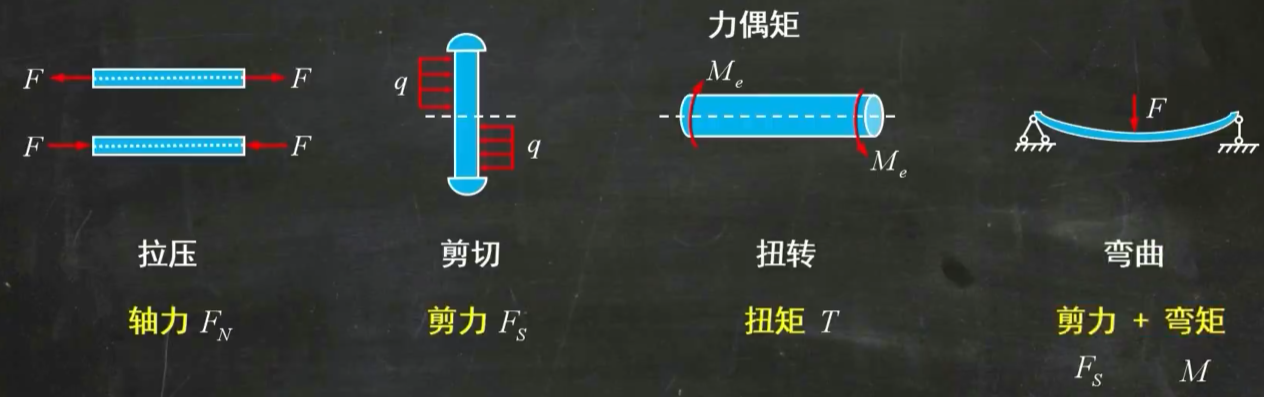 力偶矩
F F
F F
q
q
M_e
M_e
F
拉压 剪切 扭转 弯曲
轴力 F_N 剪力 F_S 扭矩 T 剪力 + 弯矩
F_S M